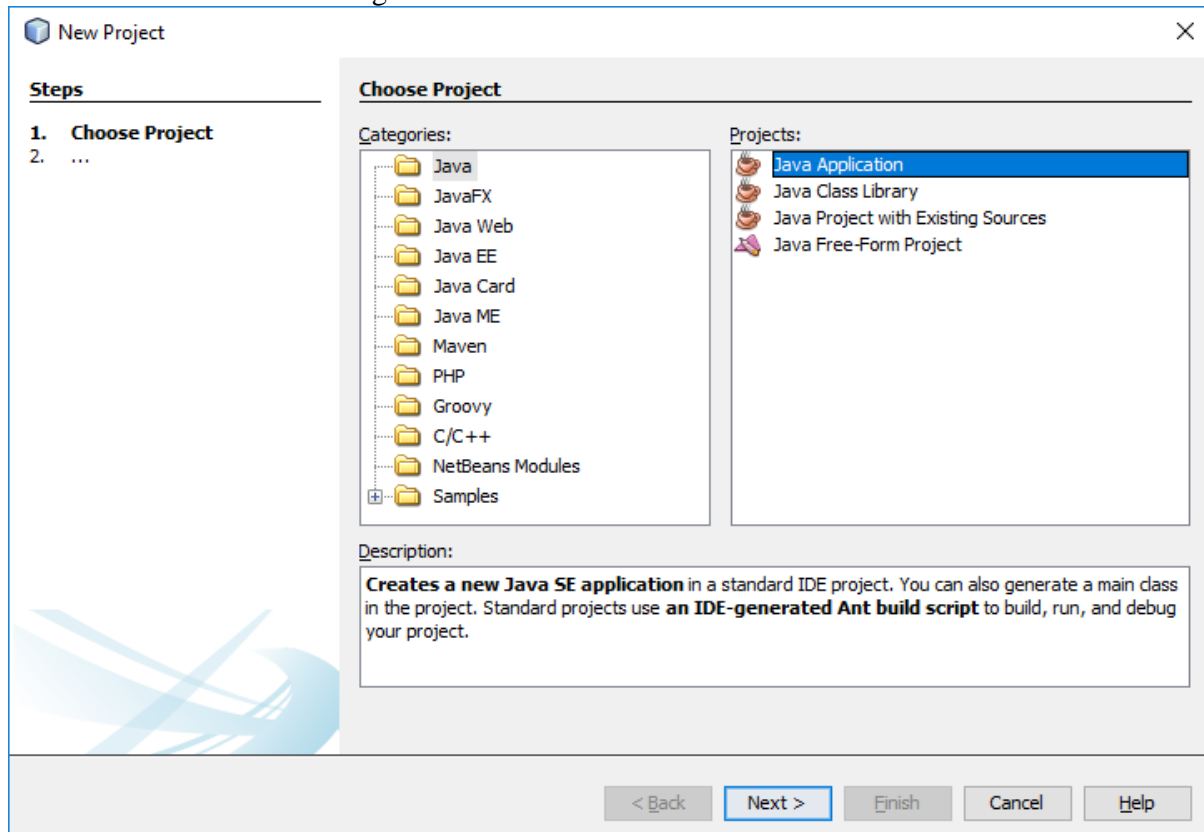 New Project
Steps
1. Choose Project
2. ...
Choose Project
Categories:
Java
JavaFX
Java Web
Java EE
Java Card
Java ME
Maven
PHP
Groovy
C/C++
NetBeans Modules
Samples
Projects:
Java Application
Java Class Library
Java Project with Existing Sources
Java Free-Form Project
Description:
Creates a new Java SE application in a standard IDE project. You can also generate a main class
in the project. Standard projects use an IDE-generated Ant build script to build, run, and debug
your project.
< Back
Next >
Finish
Cancel
Help